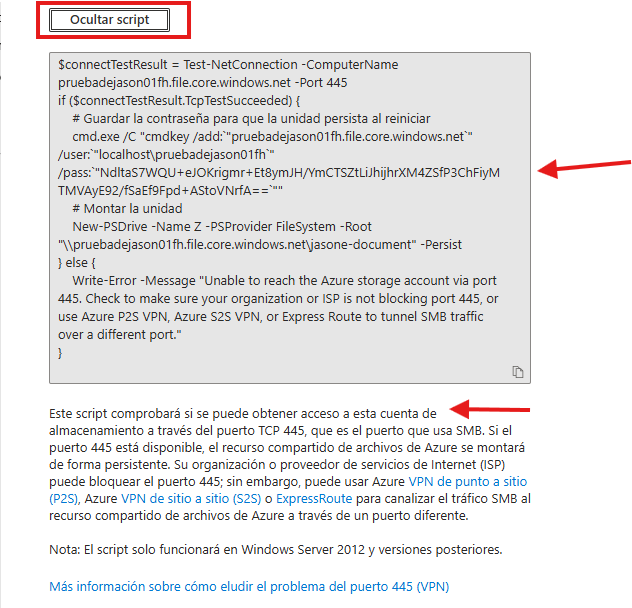 Ocultar script
$connectTestResult = Test-NetConnection -ComputerName
pruebadejason01fh.file.core.windows.net -Port 445
if ($connectTestResult.TcpTestSucceeded) {
# Guardar la contraseña para que la unidad persista al reiniciar
cmd.exe /C "cmdkey /add:`"pruebadejason01fh.file.core.windows.net`"
/user:`"localhost\pruebadejason01fh`"
/pass:`"NdltaS7WQU+eJOKrigmr+Et8ymJH/YmCTSZtLiJhijhrXM4ZSfP3ChFiyM
TMVAyE92/fSaEf9Fpd+AStoVNrfA==`""
# Montar la unidad
New-PSDrive -Name Z -PSProvider FileSystem -Root
"\\pruebadejason01fh.file.core.windows.net\jasone-document" -Persist
} else {
Write-Error -Message "Unable to reach the Azure storage account via port
445. Check to make sure your organization or ISP is not blocking port 445, or
use Azure P2S VPN, Azure S2S VPN, or Express Route to tunnel SMB traffic
over a different port."
}
Este script comprobará si se puede obtener acceso a esta cuenta de
almacenamiento a través del puerto TCP 445, que es el puerto que usa SMB. Si el
puerto 445 está disponible, el recurso compartido de archivos de Azure se montará
de forma persistente. Su organización o proveedor de servicios de Internet (ISP)
puede bloquear el puerto 445; sin embargo, puede usar Azure VPN de punto a sitio
(P2S), Azure VPN de sitio a sitio (S2S) o ExpressRoute para canalizar el tráfico SMB al
recurso compartido de archivos de Azure a través de un puerto diferente.
Nota: El script solo funcionará en Windows Server 2012 y versiones posteriores.
Más información sobre cómo eludir el problema del puerto 445 (VPN)